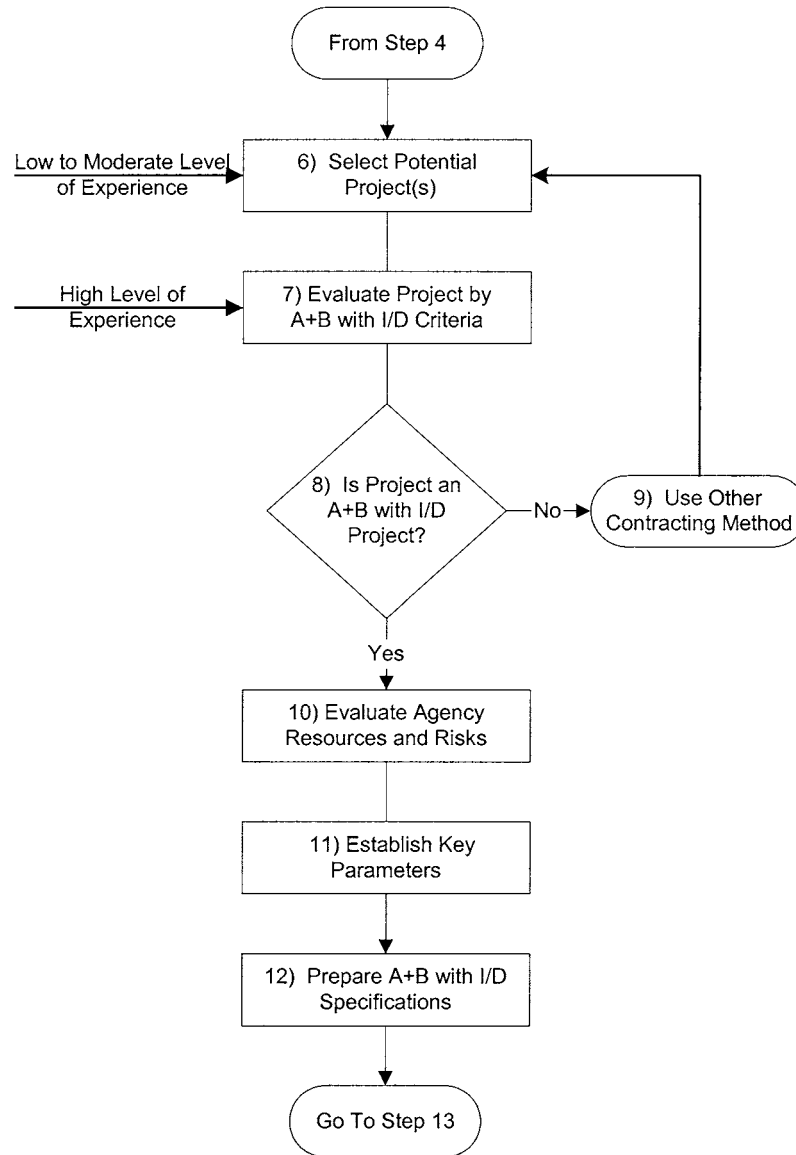 From Step 4
Low to Moderate Level
of Experience
6) Select Potential
Project(s)
High Level of
Experience
7) Evaluate Project by
A+B with I/D Criteria
8) Is Project an
A+B with I/D
Project?
No
9) Use Other
Contracting Method
Yes
10) Evaluate Agency
Resources and Risks
11) Establish Key
Parameters
12) Prepare A+B with I/D
Specifications
Go To Step 13